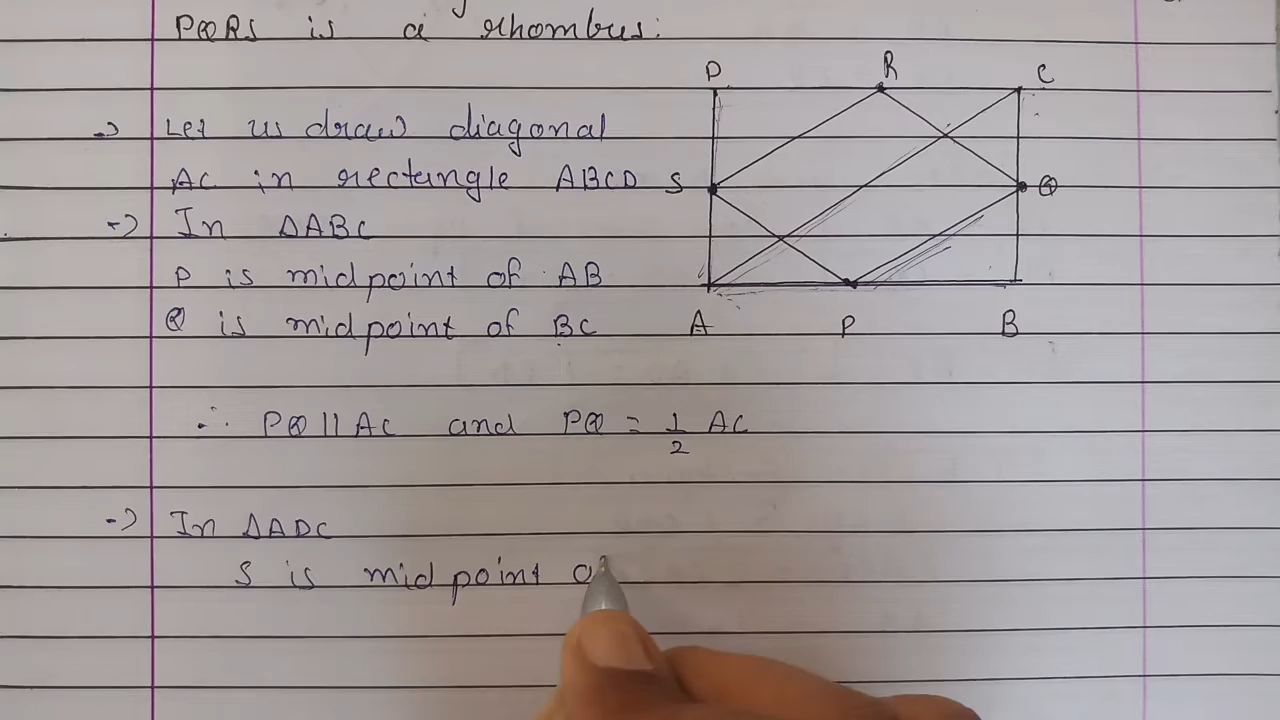 PQRS is a rhombus.
D R C
→ Let us draw diagonal
AC in rectangle ABCD
S Q
→ In ΔABC
P is midpoint of AB
Q is midpoint of BC
A P B
∴ PQ || AC and PQ = 1/2 AC
→ In ΔADC
S is midpoint of